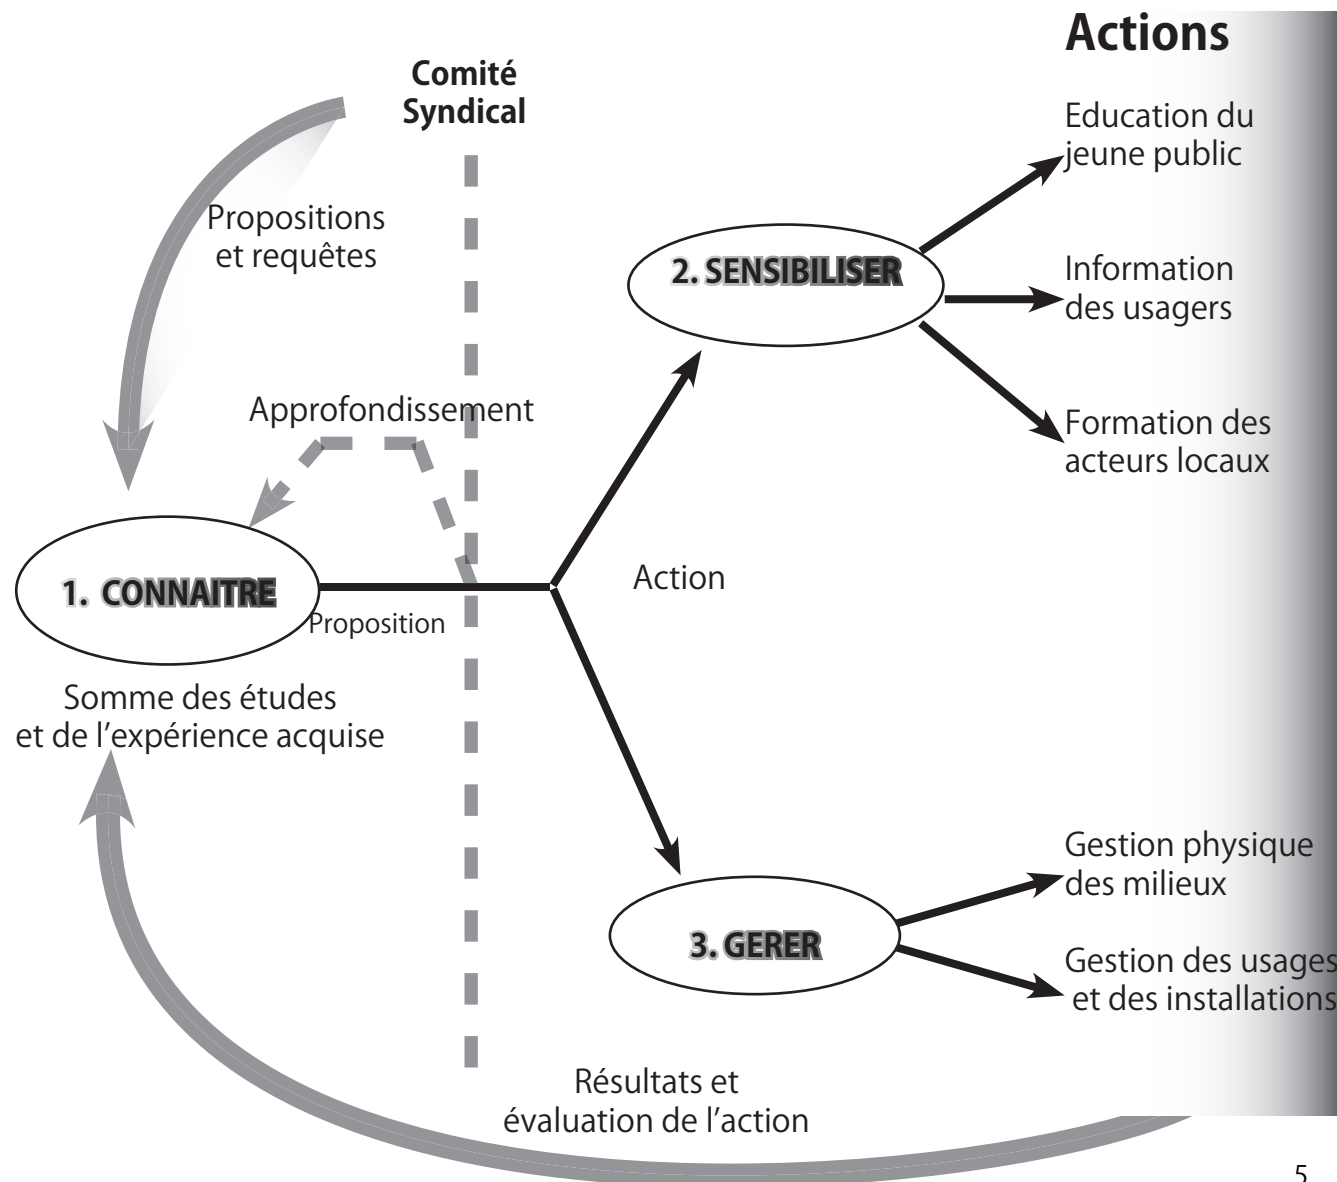 Actions
Comité
Syndical
Education du
jeune public
Propositions
et requêtes
2. SENSIBILISER
Information
des usagers
Approfondissement
Formation des
acteurs locaux
1. CONNAITRE
Action
Proposition
Somme des études
et de l'expérience acquise
Gestion physique
des milieux
3. GERER
Gestion des usages
et des installations
Résultats et
évaluation de l'action
5